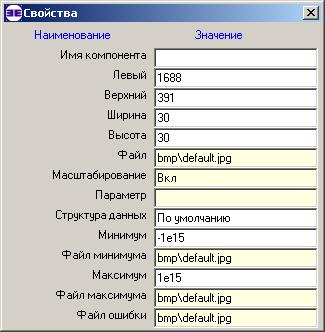 Свойства
Наименование Значение
Имя компонента
Левый 1688
Верхний 391
Ширина 30
Высота 30
Файл bmp\default.jpg
Масштабирование Вкл
Параметр
Структура данных По умолчанию
Минимум -1e15
Файл минимума bmp\default.jpg
Максимум 1e15
Файл максимума bmp\default.jpg
Файл ошибки bmp\default.jpg